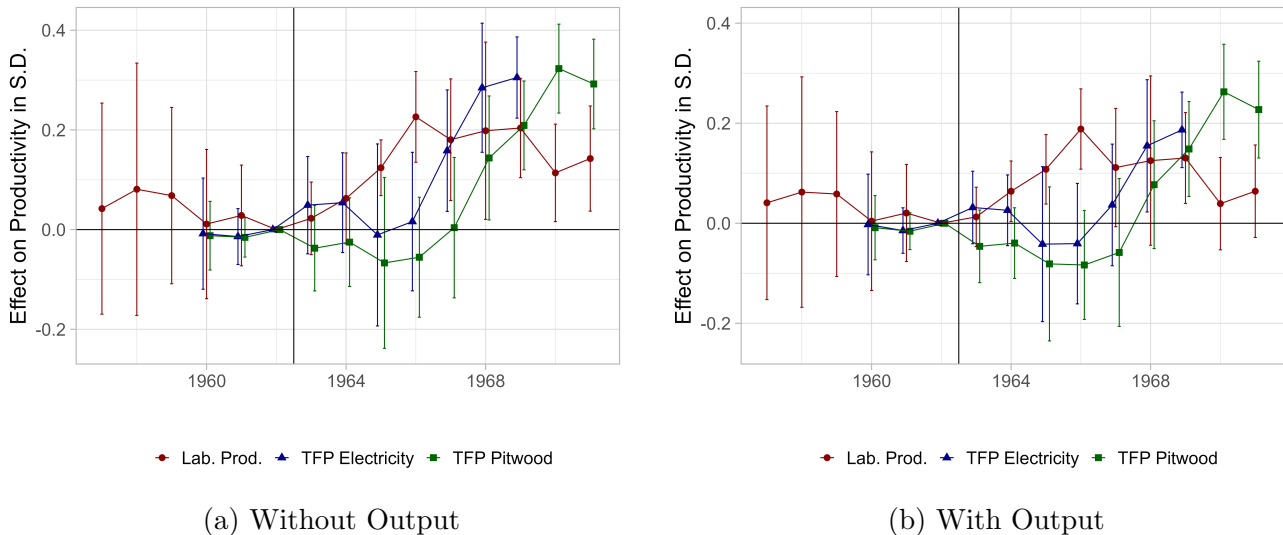 Effect on Productivity in S.D.
0.4
0.2
0.0
-0.2
1960 1964 1968
Lab. Prod. TFP Electricity TFP Pitwood
(a) Without Output
Effect on Productivity in S.D.
0.4
0.2
0.0
-0.2
1960 1964 1968
Lab. Prod. TFP Electricity TFP Pitwood
(b) With Output